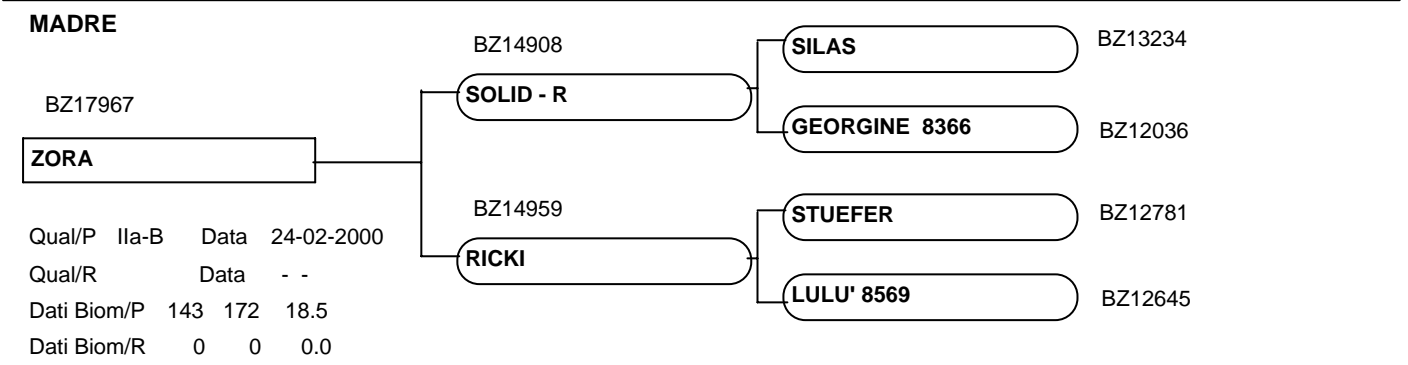 MADRE
BZ14908
SILAS
BZ13234
BZ17967
SOLID - R
GEORGINE 8366
BZ12036
ZORA
BZ14959
STUEFER
BZ12781
Qual/P IIa-B Data 24-02-2000
RICKI
Qual/R Data - -
LULU' 8569
BZ12645
Dati Biom/P 143 172 18.5
Dati Biom/R 0 0 0.0